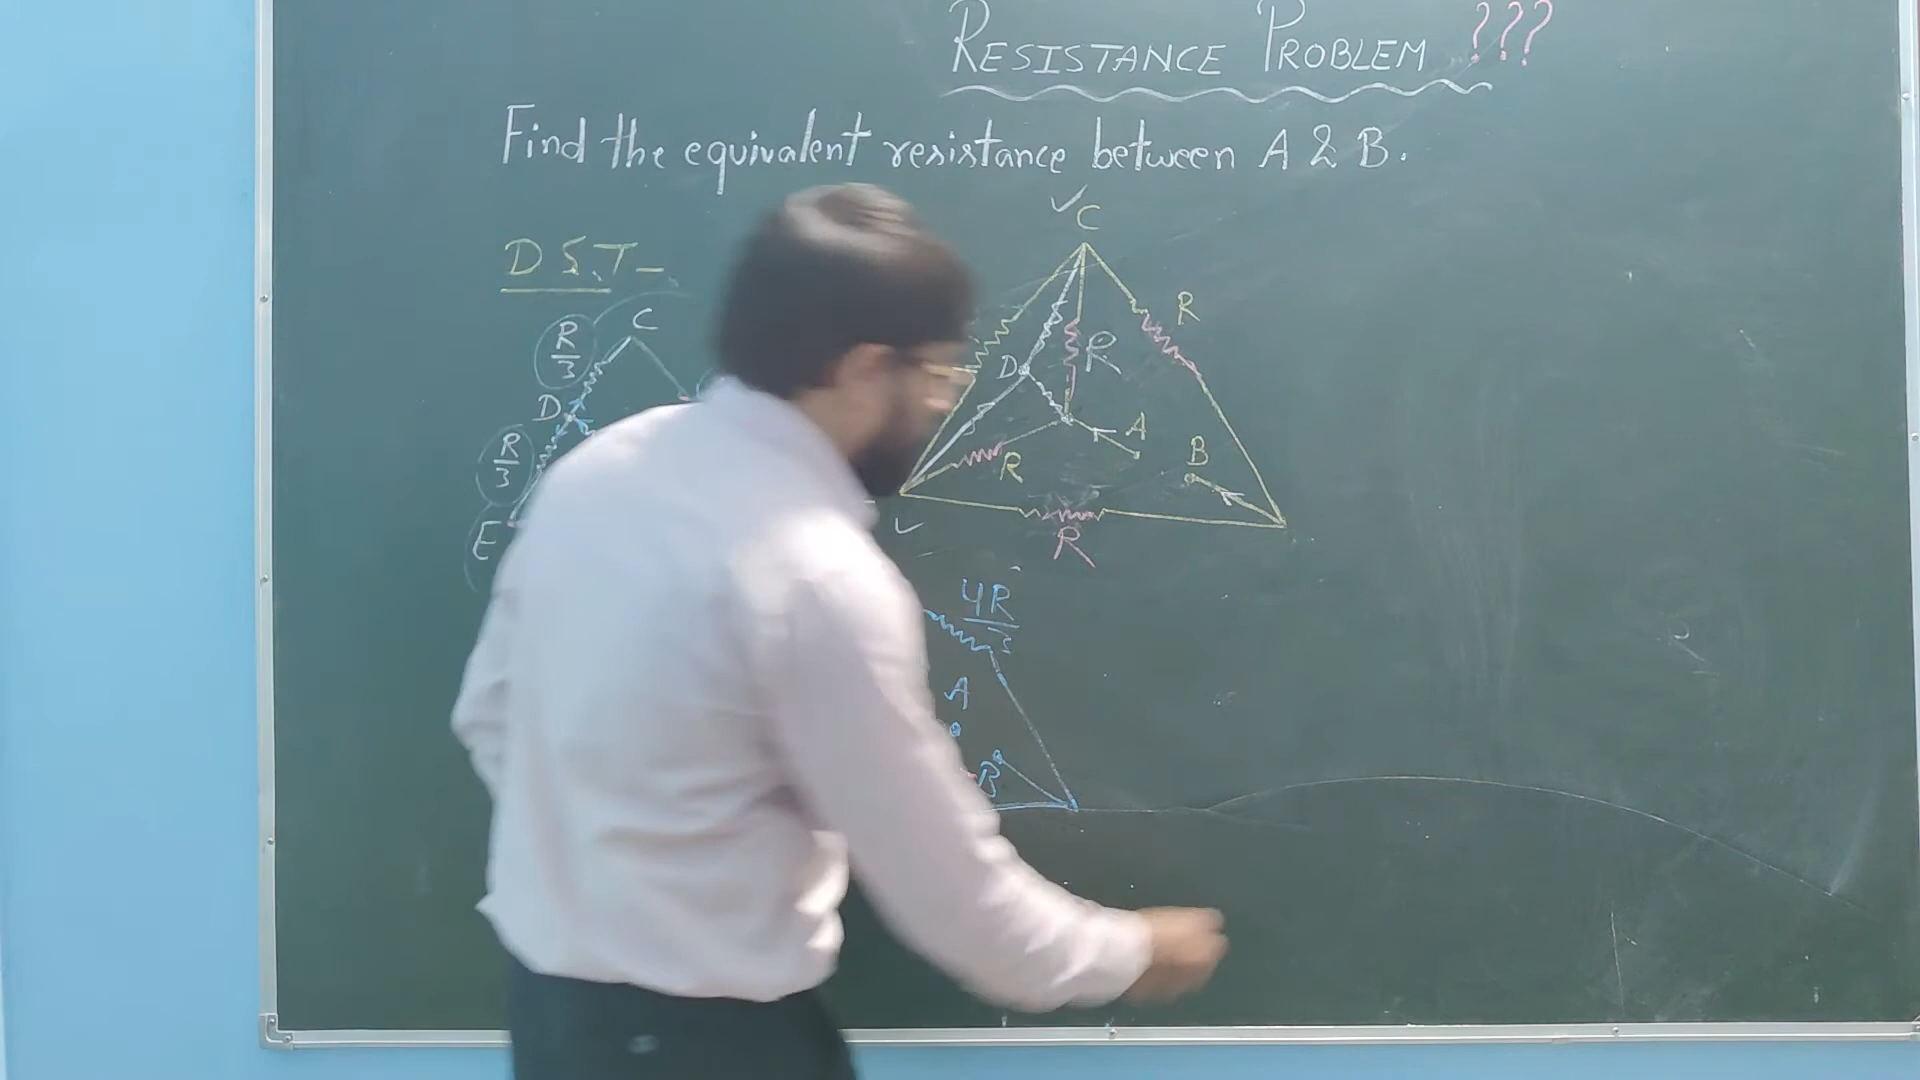 RESISTANCE PROBLEM ???
Find the equivalent resistance between A & B.
D.S.T-
C
C
R
R/3
R
D
D
A
B
R/3
R
E
R
4R/3
A
B